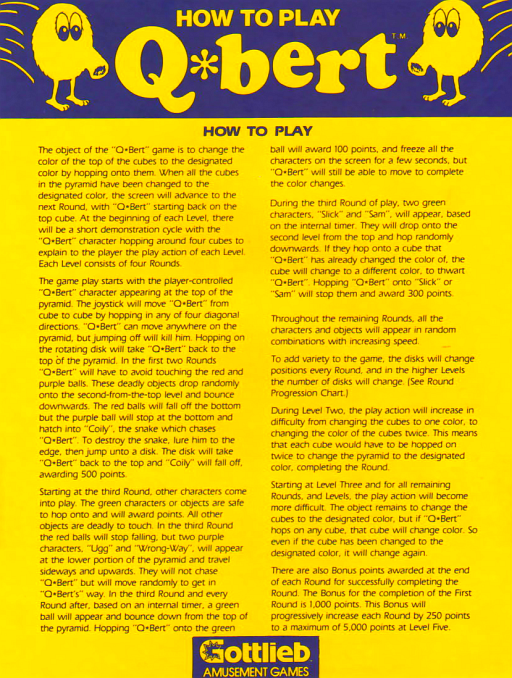 HOW TO PLAY
Q*bert T.M.
HOW TO PLAY
The object of the "Q*Bert" game is to change the
color of the top of the cubes to the designated
color by hopping onto them. When all the cubes
in the pyramid have been changed to the
designated color, the screen will advance to the
next Round, with "Q*Bert" starting back on the
top cube. At the beginning of each Level, there
will be a short demonstration cycle with the
"Q*Bert" character hopping around four cubes to
explain to the player the play action of each Level.
Each Level consists of four Rounds.
The game play starts with the player-controlled
"Q*Bert" character appearing at the top of the
pyramid. The joystick will move "Q*Bert" from
cube to cube by hopping in any of four diagonal
directions. "Q*Bert" can move anywhere on the
pyramid, but jumping off will kill him. Hopping on
the rotating disk will take "Q*Bert" back to the
top of the pyramid. In the first two Rounds
"Q*Bert" will have to avoid touching the red and
purple balls. These deadly objects drop randomly
onto the second-from-the-top level and bounce
downwards. The red balls will fall off the bottom
but the purple ball will stop at the bottom and
hatch into "Coily", the snake which chases
"Q*Bert". To destroy the snake, lure him to the
edge, then jump unto a disk. The disk will take
"Q*Bert" back to the top and "Coily" will fall off,
awarding 500 points.
Starting at the third Round, other characters come
into play. The green characters or objects are safe
to hop onto and will award points. All other
objects are deadly to touch. In the third Round
the red balls will stop falling, but two purple
characters, "Ugg" and "Wrong-Way", will appear
at the lower portion of the pyramid and travel
sideways and upwards. They will not chase
"Q*Bert" but will move randomly to get in
"Q*Bert's" way. In the third Round and every
Round after, based on an internal timer, a green
ball will appear and bounce down from the top of
the pyramid. Hopping "Q*Bert" onto the green
ball will award 100 points, and freeze all the
characters on the screen for a few seconds, but
"Q*Bert" will still be able to move to complete
the color changes.
During the third Round of play, two green
characters, "Slick" and "Sam", will appear, based
on the internal timer. They will drop onto the
second level from the top and hop randomly
downwards. If they hop onto a cube that
"Q*Bert" has already changed the color of, the
cube will change to a different color, to thwart
"Q*Bert". Hopping "Q*Bert" onto "Slick" or
"Sam" will stop them and award 300 points.
Throughout the remaining Rounds, all the
characters and objects will appear in random
combinations with increasing speed.
To add variety to the game, the disks will change
positions every Round, and in the higher Levels
the number of disks will change. (See Round
Progression Chart.)
During Level Two, the play action will increase in
difficulty from changing the cubes to one color, to
changing the color of the cubes twice. This means
that each cube would have to be hopped on
twice to change the pyramid to the designated
color, completing the Round.
Starting at Level Three and for all remaining
Rounds, and Levels, the play action will become
more difficult. The object remains to change the
cubes to the designated color, but if "Q*Bert"
hops on any cube, that cube will change color. So
even if the cube has been changed to the
designated color, it will change again.
There are also Bonus points awarded at the end
of each Round for successfully completing the
Round. The Bonus for the completion of the First
Round is 1,000 points. This Bonus will
progressively increase each Round by 250 points
to a maximum of 5,000 points at Level Five.
Gottlieb
AMUSEMENT GAMES